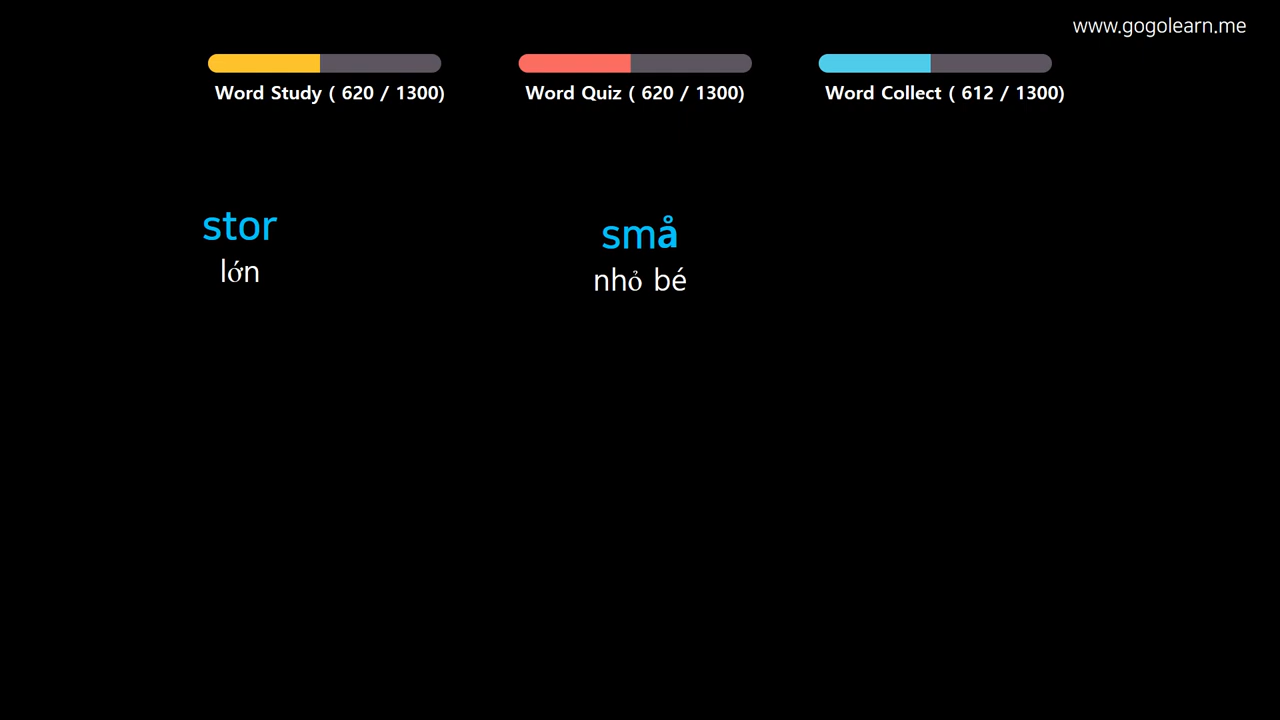 www.gogolearn.me
Word Study ( 620 / 1300)
Word Quiz ( 620 / 1300)
Word Collect ( 612 / 1300)
stor
lớn
små
nhỏ bé